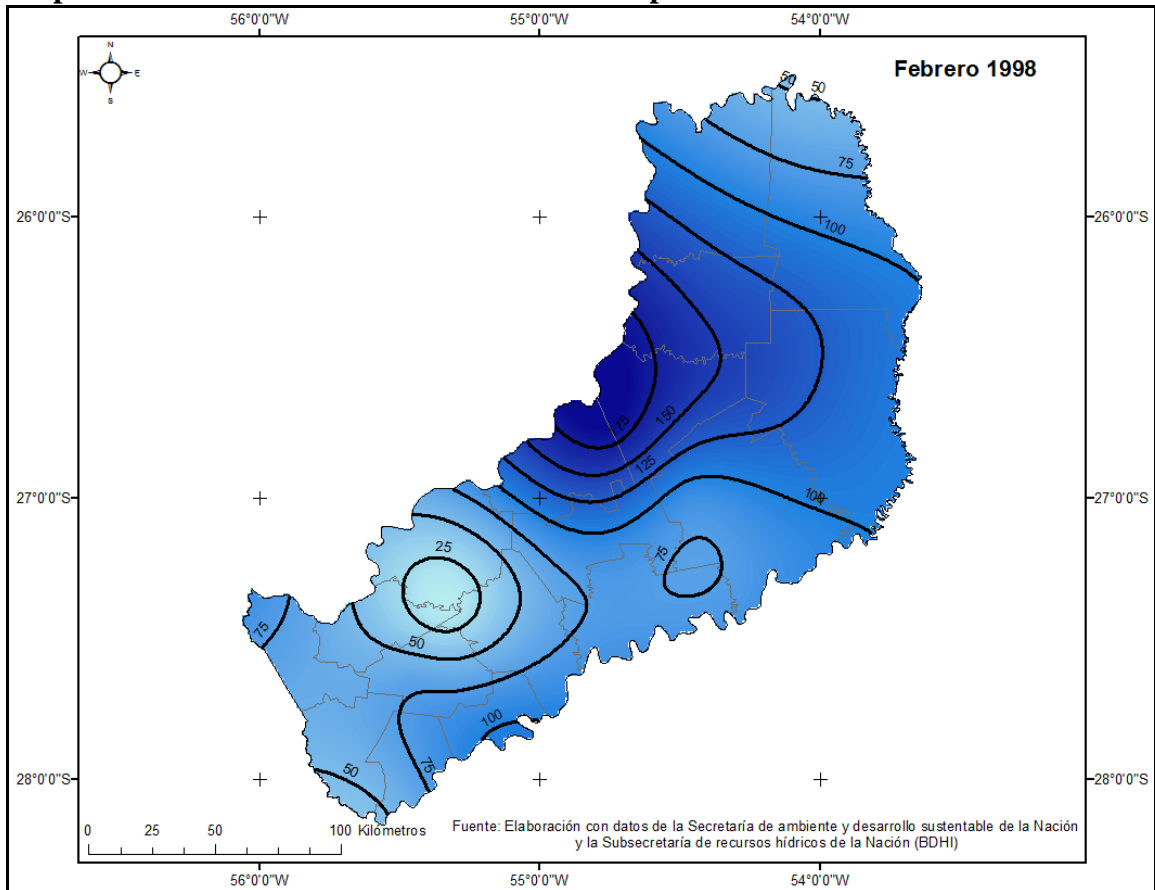 56°0'0"W 55°0'0"W 54°0'0"W
N
W E
S
Febrero 1998
50 50
75
26°0'0"S 26°0'0"S
100
150
75
125
27°0'0"S 27°0'0"S
100
25
75
50
75
100
50
75
28°0'0"S 28°0'0"S
0 25 50 100 Kilómetros
Fuente: Elaboración con datos de la Secretaría de ambiente y desarrollo sustentable de la Nación
y la Subsecretaría de recursos hídricos de la Nación (BDHI)
56°0'0"W 55°0'0"W 54°0'0"W